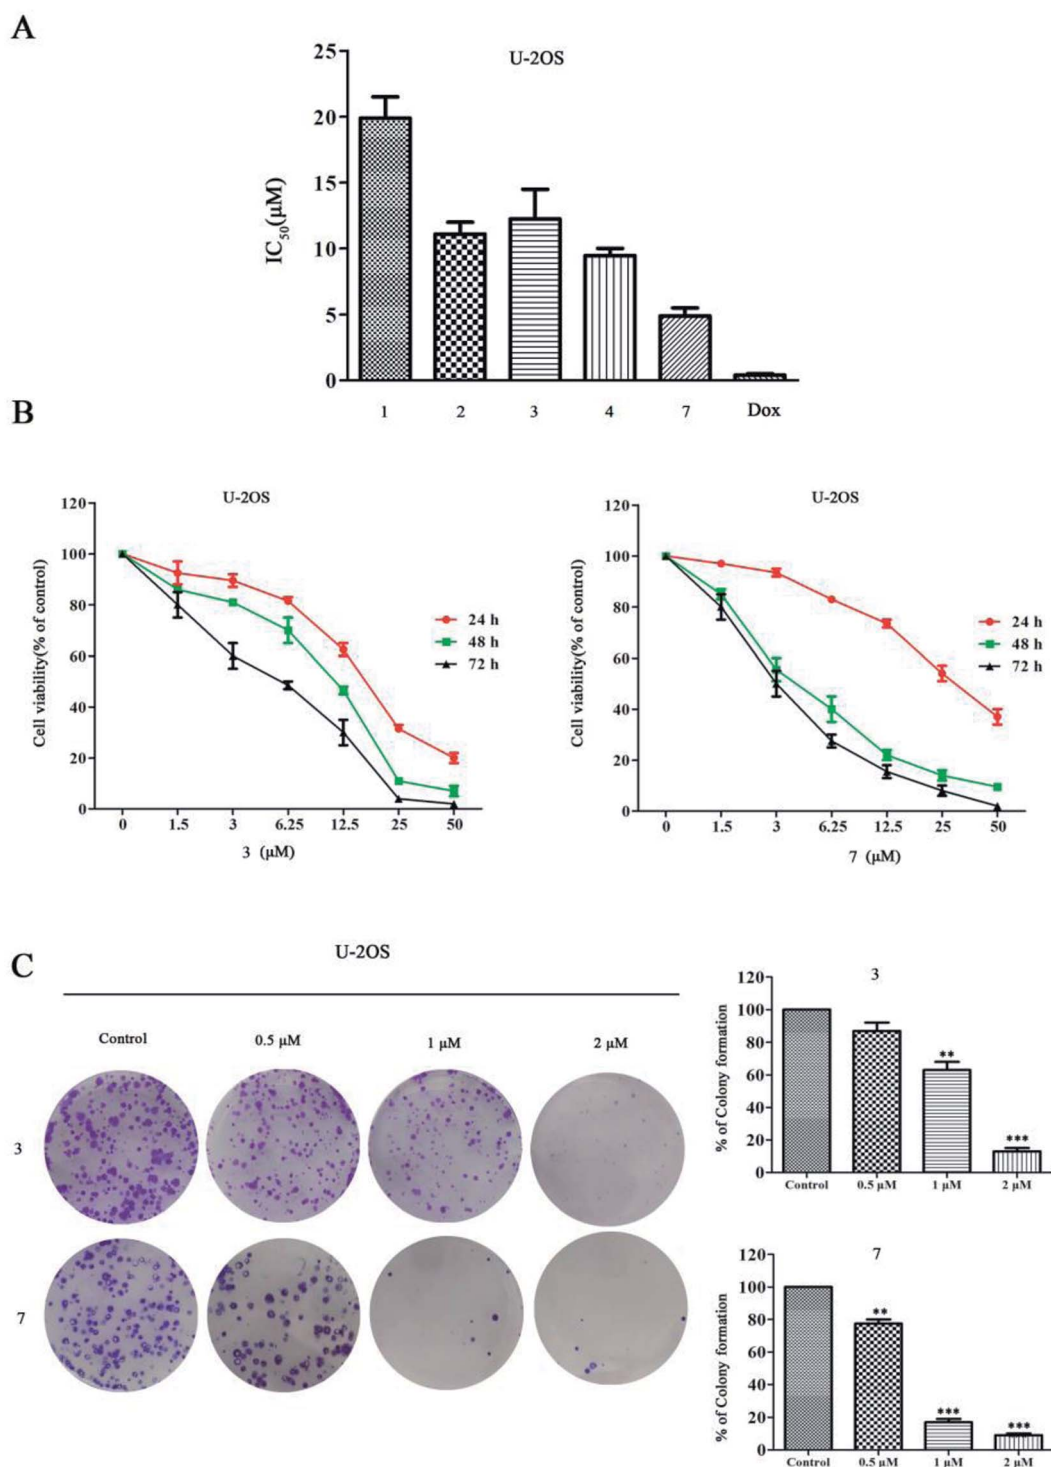 A
U-2OS
IC50(μM)
25
20
15
10
5
0
1 2 3 4 7 Dox
B
U-2OS
Cell viability(% of control)
120
100
80
60
40
20
0
24 h
48 h
72 h
0 1.5 3 6.25 12.5 25 50
3 (μM)
U-2OS
Cell viability(% of control)
120
100
80
60
40
20
0
24 h
48 h
72 h
0 1.5 3 6.25 12.5 25 50
7 (μM)
C
U-2OS
Control 0.5 μM 1 μM 2 μM
3
7
3
% of Colony formation
120
100
80
60
40
20
0
**
***
Control 0.5 μM 1 μM 2 μM
7
% of Colony formation
120
100
80
60
40
20
0
**
***
***
Control 0.5 μM 1 μM 2 μM